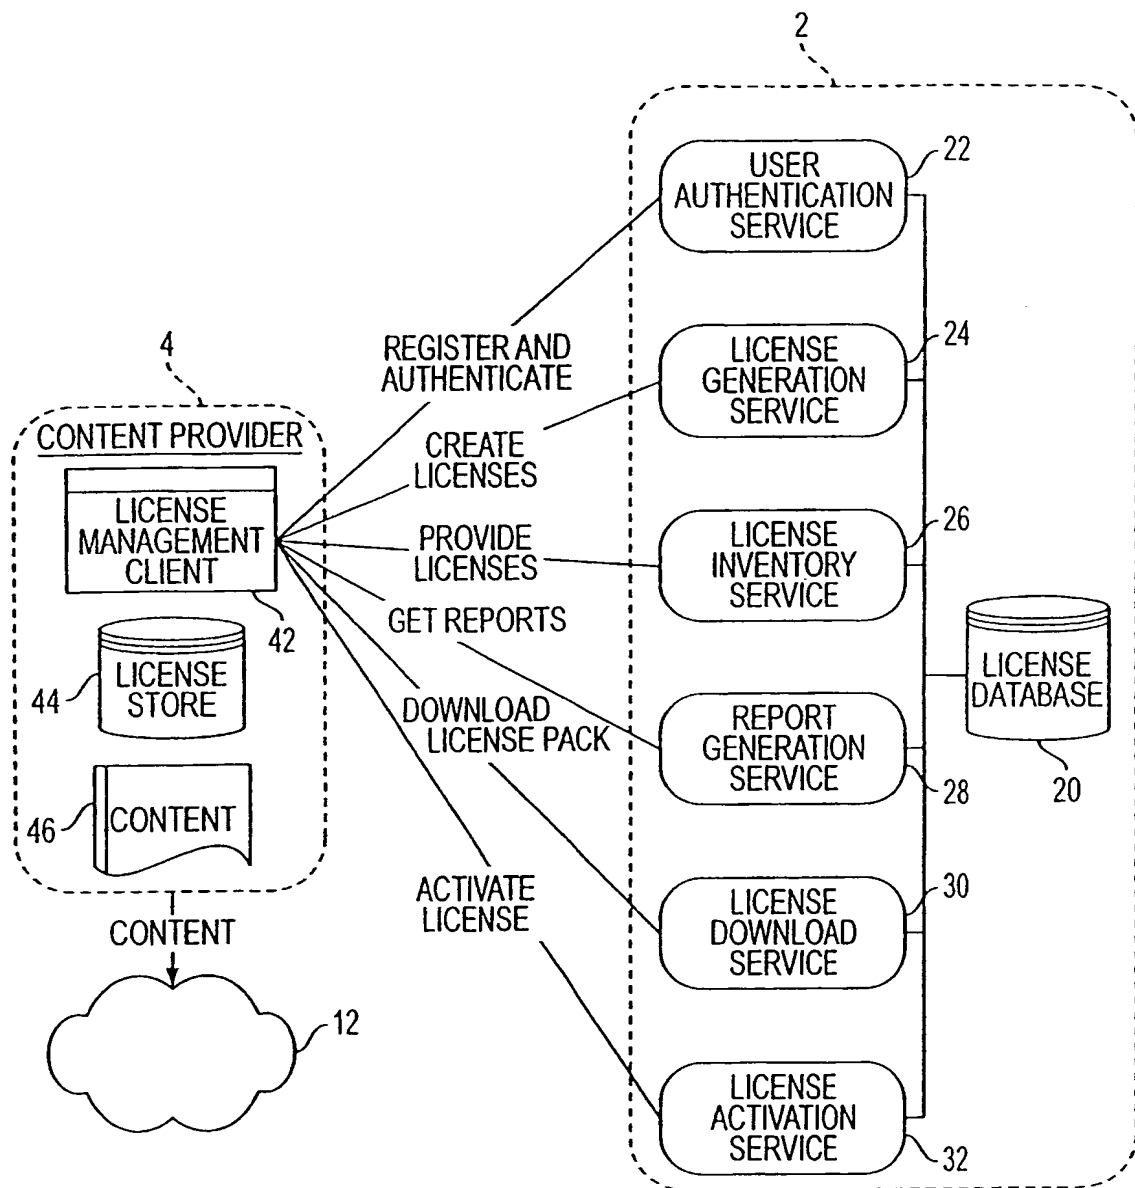 2
USER
AUTHENTICATION
SERVICE
22
REGISTER AND
AUTHENTICATE
LICENSE
GENERATION
SERVICE
24
4
CONTENT PROVIDER
LICENSE
MANAGEMENT
CLIENT
42
CREATE
LICENSES
PROVIDE
LICENSES
LICENSE
INVENTORY
SERVICE
26
GET REPORTS
LICENSE
STORE
44
DOWNLOAD
LICENSE PACK
REPORT
GENERATION
SERVICE
28
LICENSE
DATABASE
20
46
CONTENT
ACTIVATE
LICENSE
LICENSE
DOWNLOAD
SERVICE
30
CONTENT
12
LICENSE
ACTIVATION
SERVICE
32